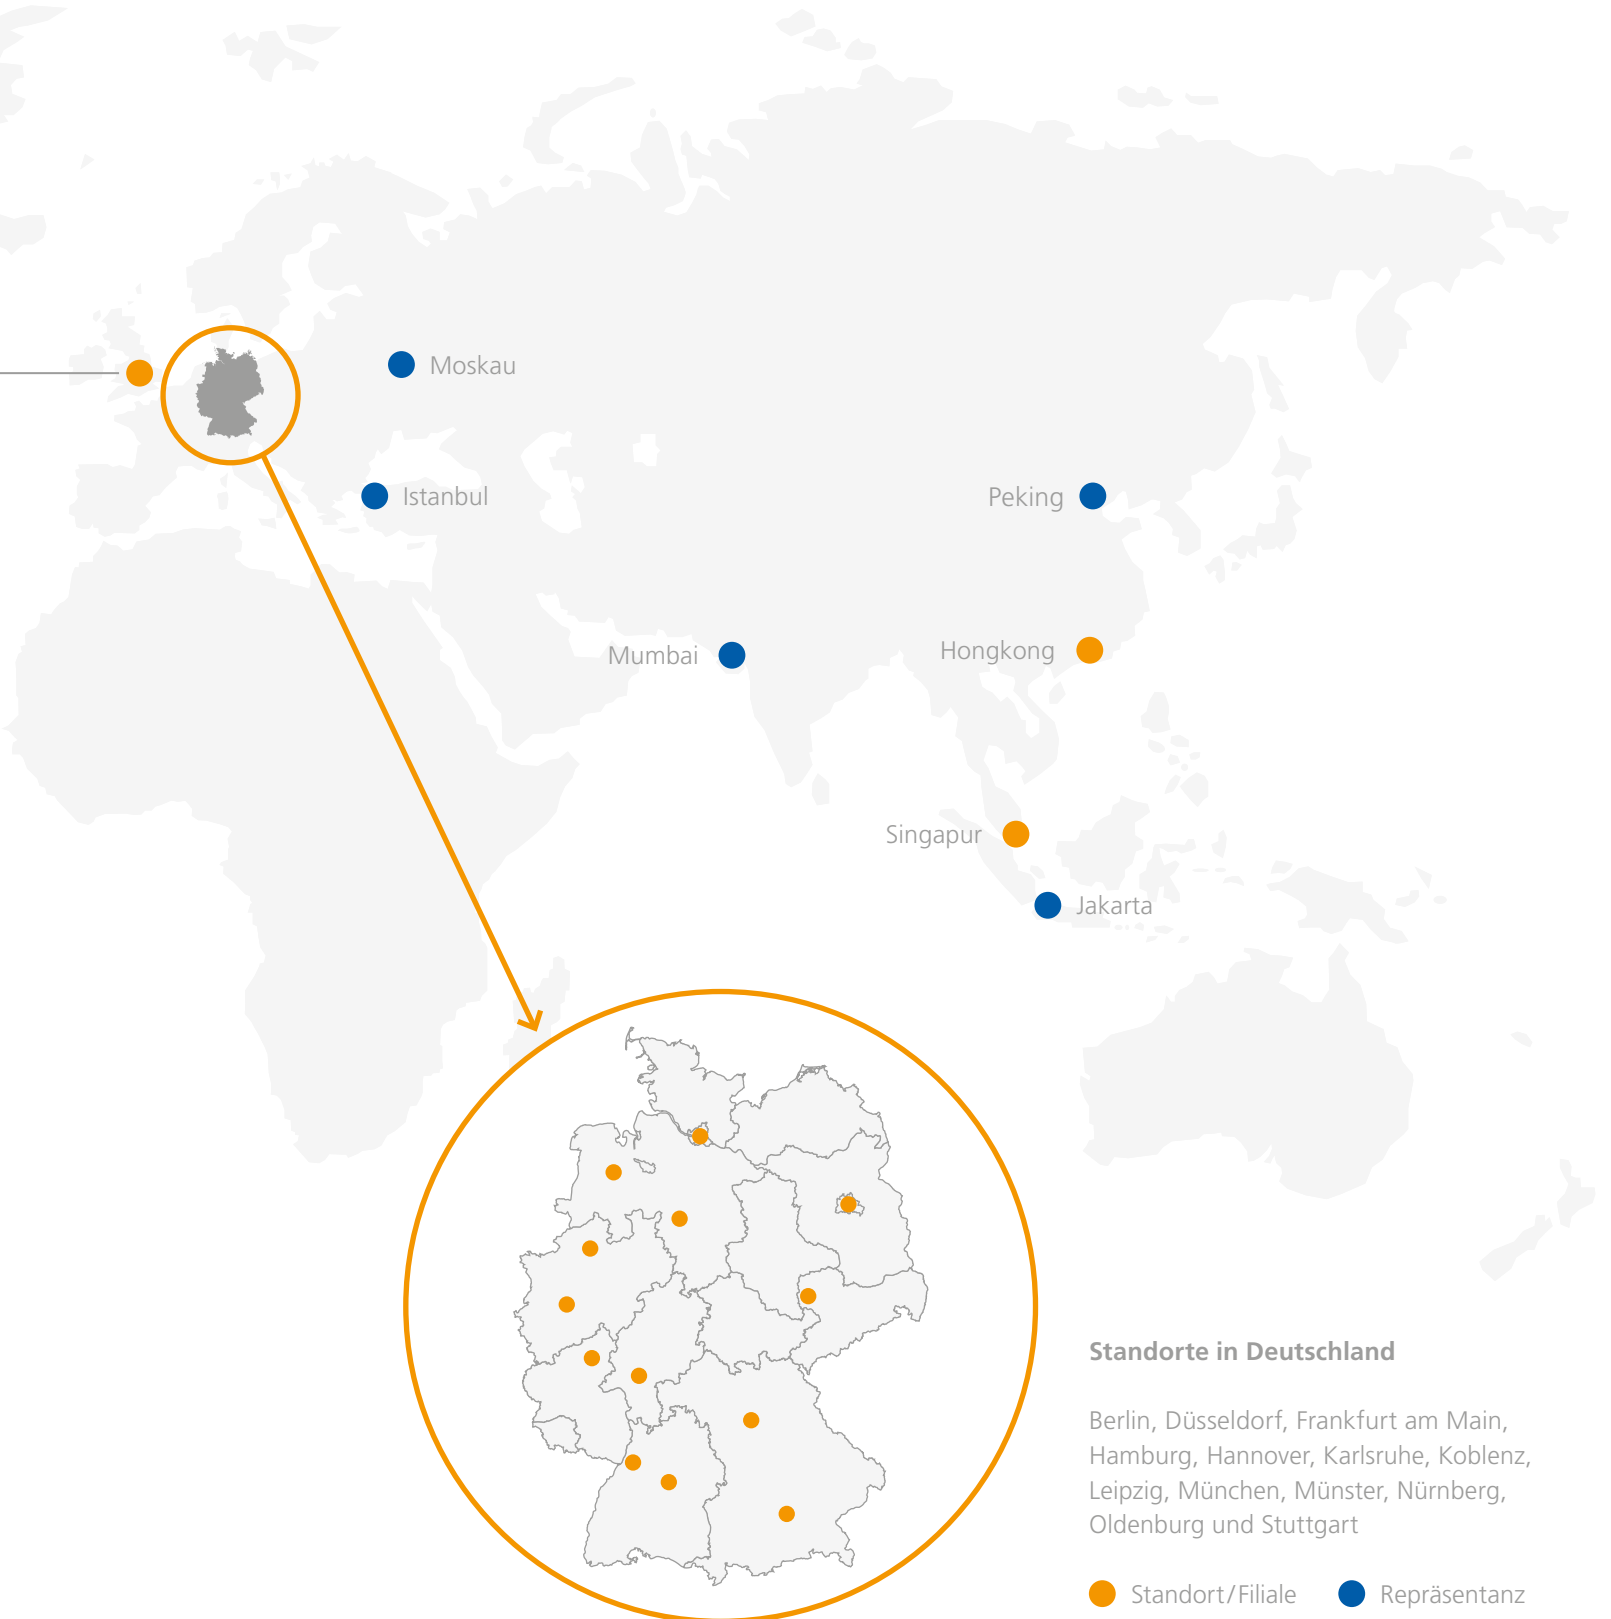 Moskau
Istanbul
Peking
Mumbai
Hongkong
Singapur
Jakarta
Standorte in Deutschland
Berlin, Düsseldorf, Frankfurt am Main,
Hamburg, Hannover, Karlsruhe, Koblenz,
Leipzig, München, Münster, Nürnberg,
Oldenburg und Stuttgart
Standort/Filiale
Repräsentanz